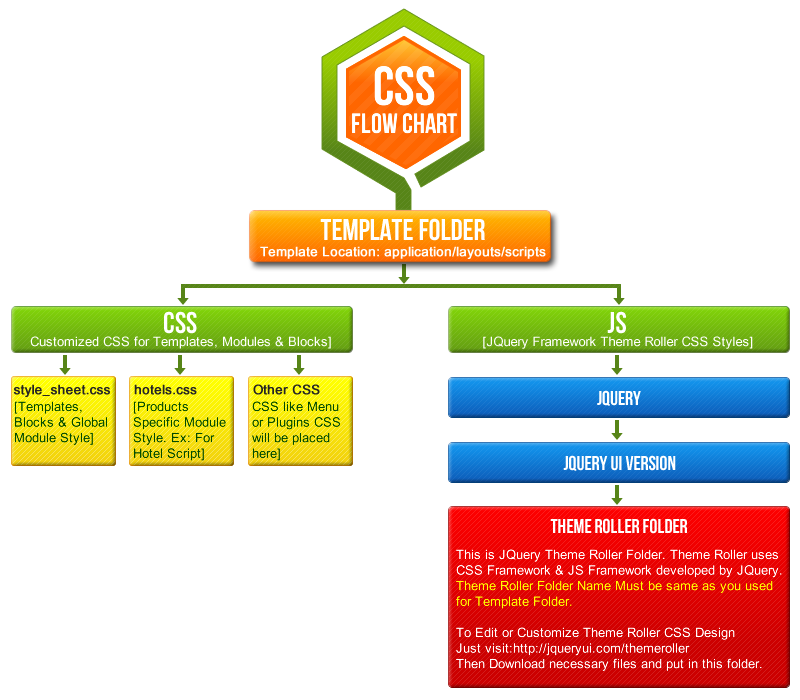 CSS
FLOW CHART
TEMPLATE FOLDER
Template Location: application/layouts/scripts
CSS
Customized CSS for Templates, Modules & Blocks]
JS
[JQuery Framework Theme Roller CSS Styles]
style_sheet.css
[Templates,
Blocks & Global
Module Style]
hotels.css
[Products
Specific Module
Style. Ex: For
Hotel Script]
Other CSS
CSS like Menu
or Plugins CSS
will be placed
here]
JQUERY
JQUERY UI VERSION
THEME ROLLER FOLDER
This is JQuery Theme Roller Folder. Theme Roller uses
CSS Framework & JS Framework developed by JQuery.
Theme Roller Folder Name Must be same as you used
for Template Folder.
To Edit or Customize Theme Roller CSS Design
Just visit:http://jqueryui.com/themeroller
Then Download necessary files and put in this folder.